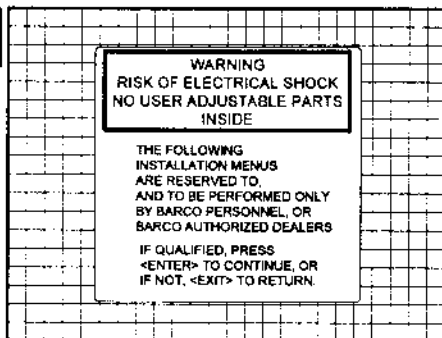 WARNING
RISK OF ELECTRICAL SHOCK
NO USER ADJUSTABLE PARTS
INSIDE
THE FOLLOWING
INSTALLATION MENUS
ARE RESERVED TO,
AND TO BE PERFORMED ONLY
BY BARCO PERSONNEL, OR
BARCO AUTHORIZED DEALERS
IF QUALIFIED, PRESS
<ENTER> TO CONTINUE, OR
IF NOT, <EXIT> TO RETURN.